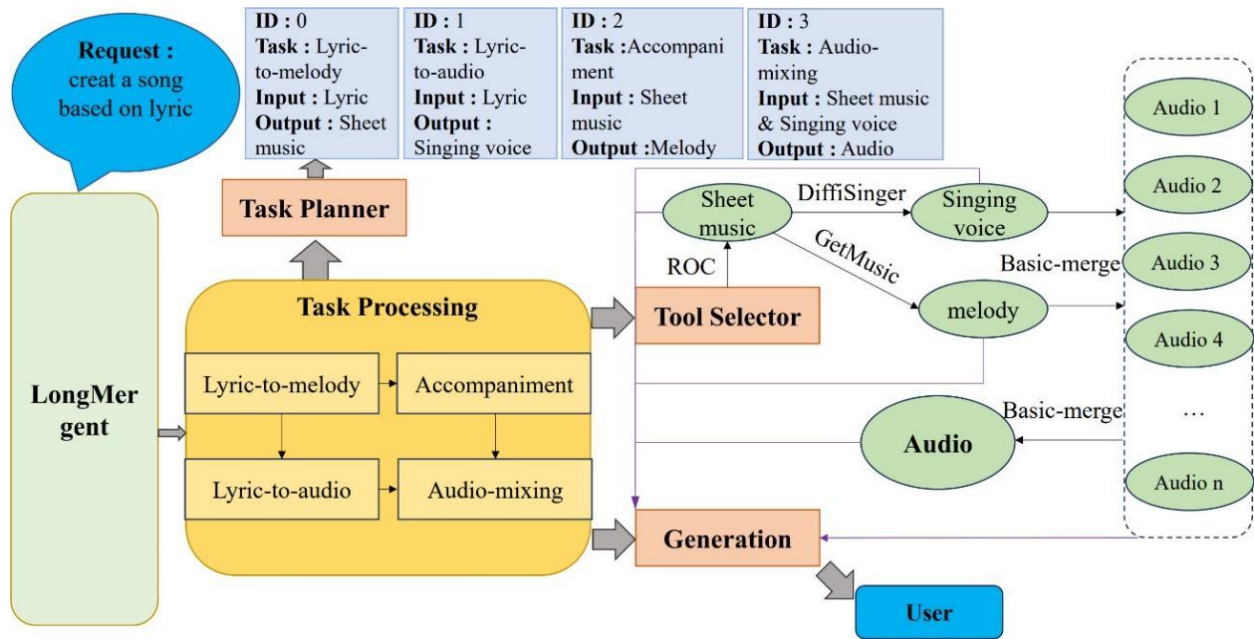 Request :
creat a song
based on lyric
ID : 0
Task : Lyric-
to-melody
Input : Lyric
Output : Sheet
music
ID : 1
Task : Lyric-
to-audio
Input : Lyric
Output :
Singing voice
ID : 2
Task :Accompani
ment
Input : Sheet
music
Output :Melody
ID : 3
Task : Audio-
mixing
Input : Sheet music
& Singing voice
Output : Audio
Task Planner
LongMer
gent
Task Processing
Lyric-to-melody
Accompaniment
Lyric-to-audio
Audio-mixing
Tool Selector
ROC
Sheet
music
DiffiSinger
Singing
voice
GetMusic
melody
Basic-merge
Audio 1
Audio 2
Audio 3
Audio 4
...
Audio n
Basic-merge
Audio
Generation
User